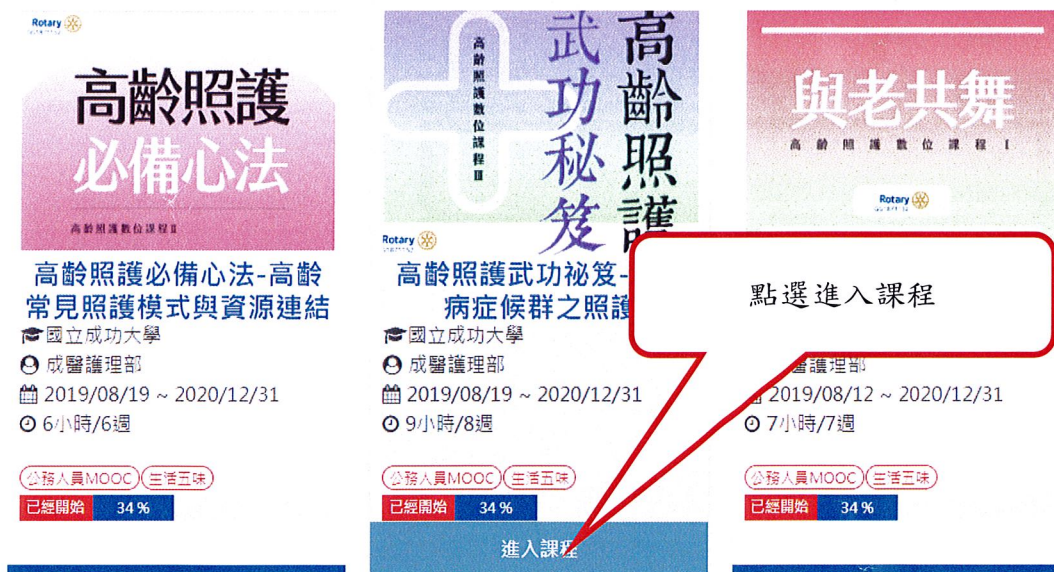 Rotary
高齡照護
必備心法
高齡照護數位課程II
高齡照護必備心法-高齡
常見照護模式與資源連結
國立成功大學
成醫護理部
2019/08/19 ~ 2020/12/31
6小時/6週
公務人員MOOC 生活五味
已經開始 34 %
高齡照護
武功秘笈
高齡照護數位課程III
Rotary
高齡照護武功祕笈-
病症候群之照護
國立成功大學
成醫護理部
2019/08/19 ~ 2020/12/31
9小時/8週
公務人員MOOC 生活五味
已經開始 34 %
進入課程
與老共舞
高齡照護數位課程 I
Rotary
點選進入課程
醫護理部
2019/08/12 ~ 2020/12/31
7小時/7週
公務人員MOOC 生活五味
已經開始 34 %